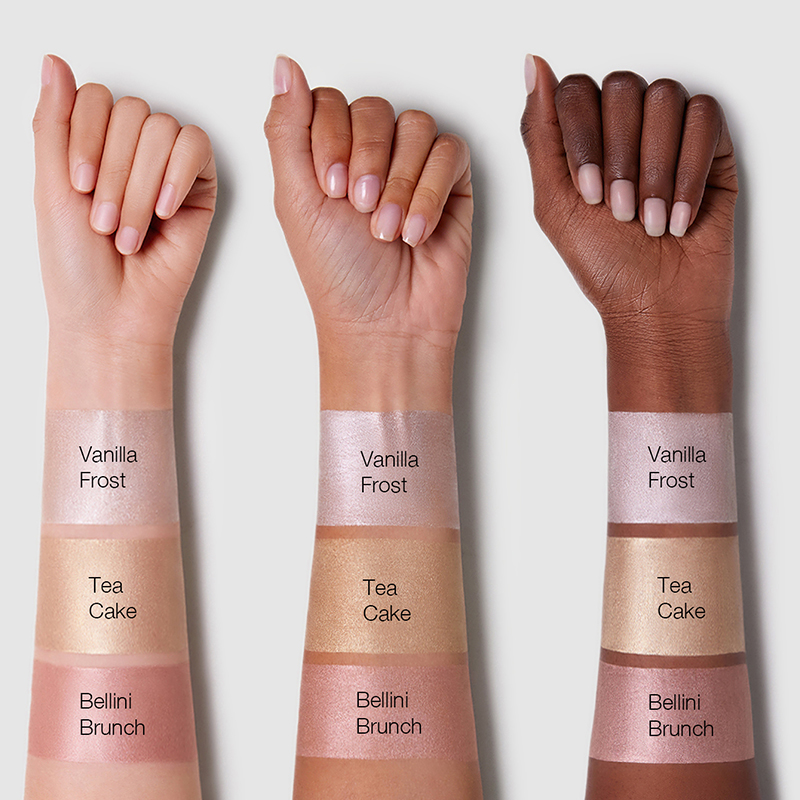 Vanilla
Frost
Vanilla
Frost
Vanilla
Frost
Tea
Cake
Tea
Cake
Tea
Cake
Bellini
Brunch
Bellini
Brunch
Bellini
Brunch